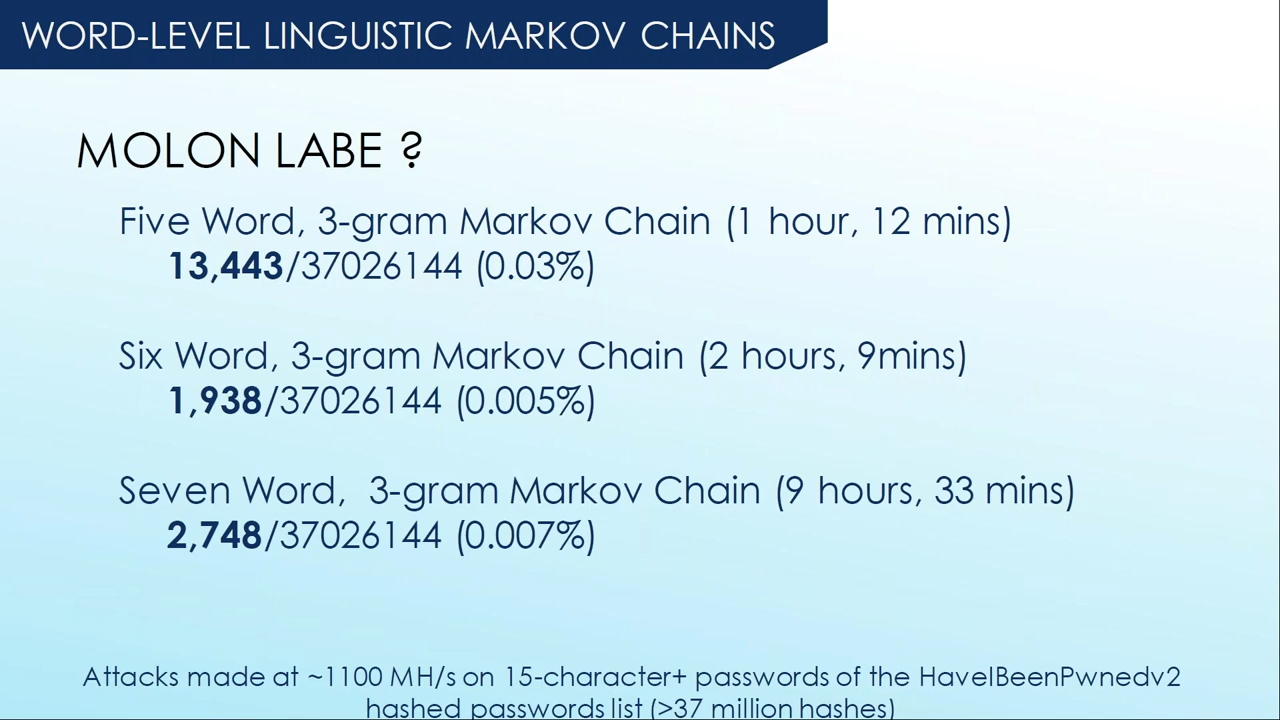 WORD-LEVEL LINGUISTIC MARKOV CHAINS
MOLON LABE ?
Five Word, 3-gram Markov Chain (1 hour, 12 mins)
13,443/37026144 (0.03%)
Six Word, 3-gram Markov Chain (2 hours, 9mins)
1,938/37026144 (0.005%)
Seven Word,  3-gram Markov Chain (9 hours, 33 mins)
2,748/37026144 (0.007%)
Attacks made at ~1100 MH/s on 15-character+ passwords of the HaveIBeenPwnedv2
hashed passwords list (>37 million hashes)